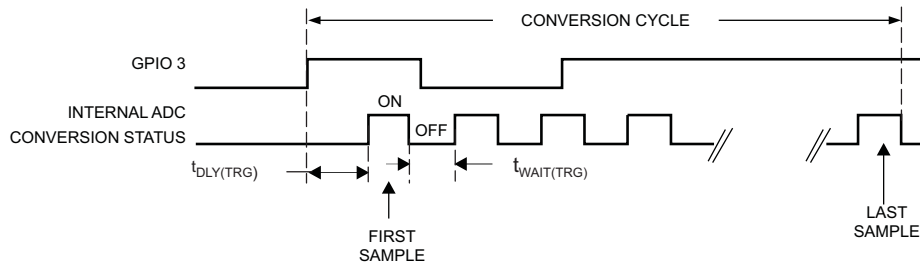 CONVERSION CYCLE
GPIO 3
INTERNAL ADC
CONVERSION STATUS
ON
OFF
tDLY(TRG)
tWAIT(TRG)
FIRST
SAMPLE
LAST
SAMPLE